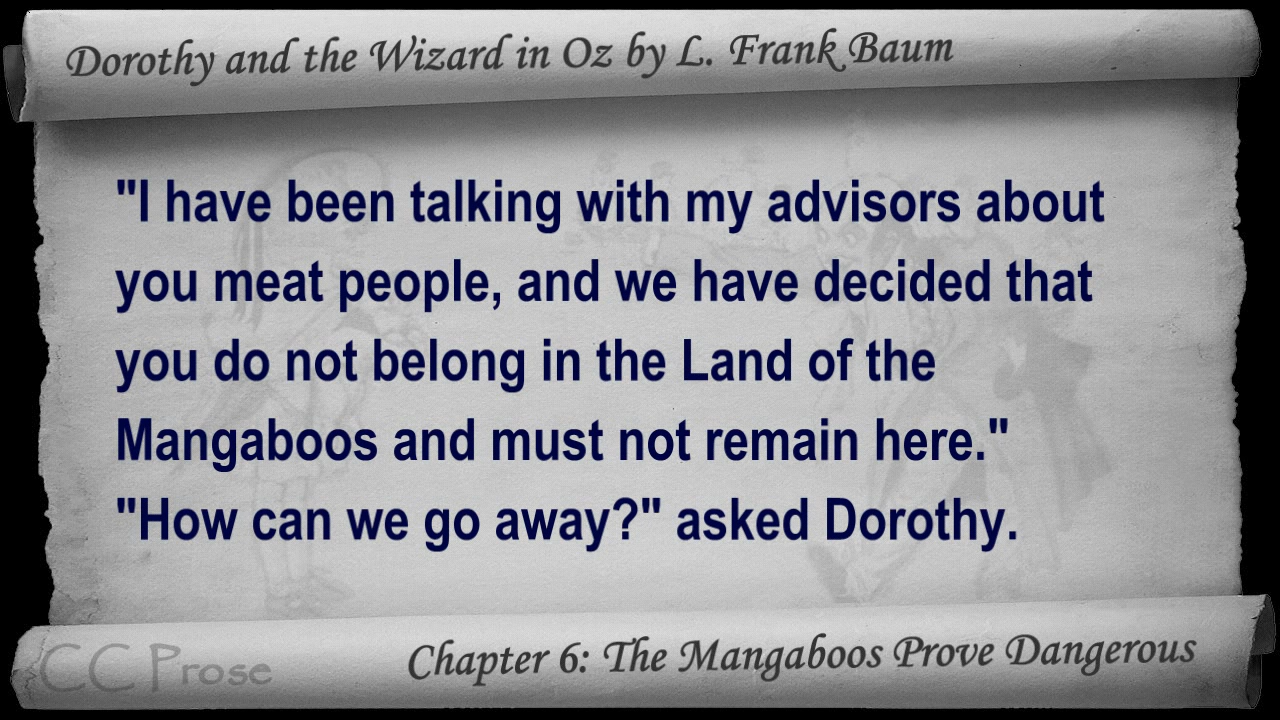 Dorothy and the Wizard in Oz by L. Frank Baum
"I have been talking with my advisors about
you meat people, and we have decided that
you do not belong in the Land of the
Mangaboos and must not remain here."
"How can we go away?" asked Dorothy.
CC Prose
Chapter 6: The Mangaboos Prove Dangerous